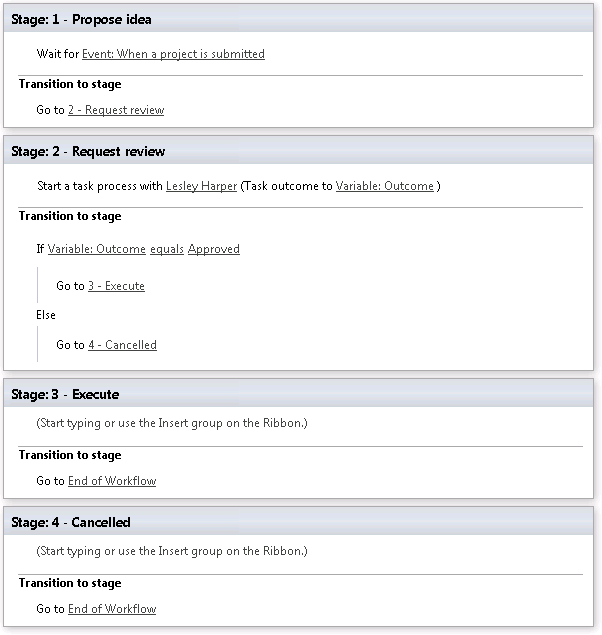 Stage: 1 - Propose idea
Wait for Event: When a project is submitted
Transition to stage
Go to 2 - Request review
Stage: 2 - Request review
Start a task process with Lesley Harper (Task outcome to Variable: Outcome )
Transition to stage
If Variable: Outcome equals Approved
Go to 3 - Execute
Else
Go to 4 - Cancelled
Stage: 3 - Execute
(Start typing or use the Insert group on the Ribbon.)
Transition to stage
Go to End of Workflow
Stage: 4 - Cancelled
(Start typing or use the Insert group on the Ribbon.)
Transition to stage
Go to End of Workflow